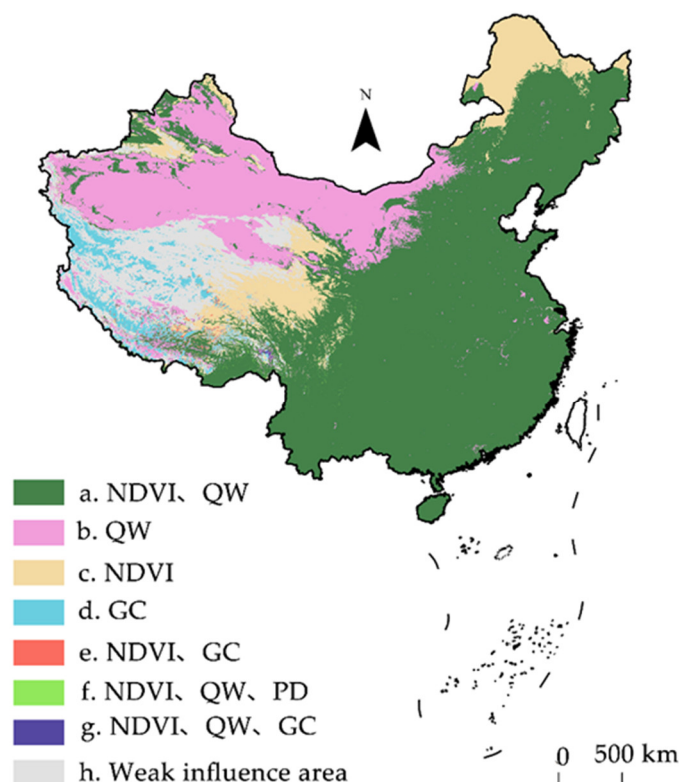 N
a. NDVI、QW
b. QW
c. NDVI
d. GC
e. NDVI、GC
f. NDVI、QW、PD
g. NDVI、QW、GC
h. Weak influence area
0 500 km